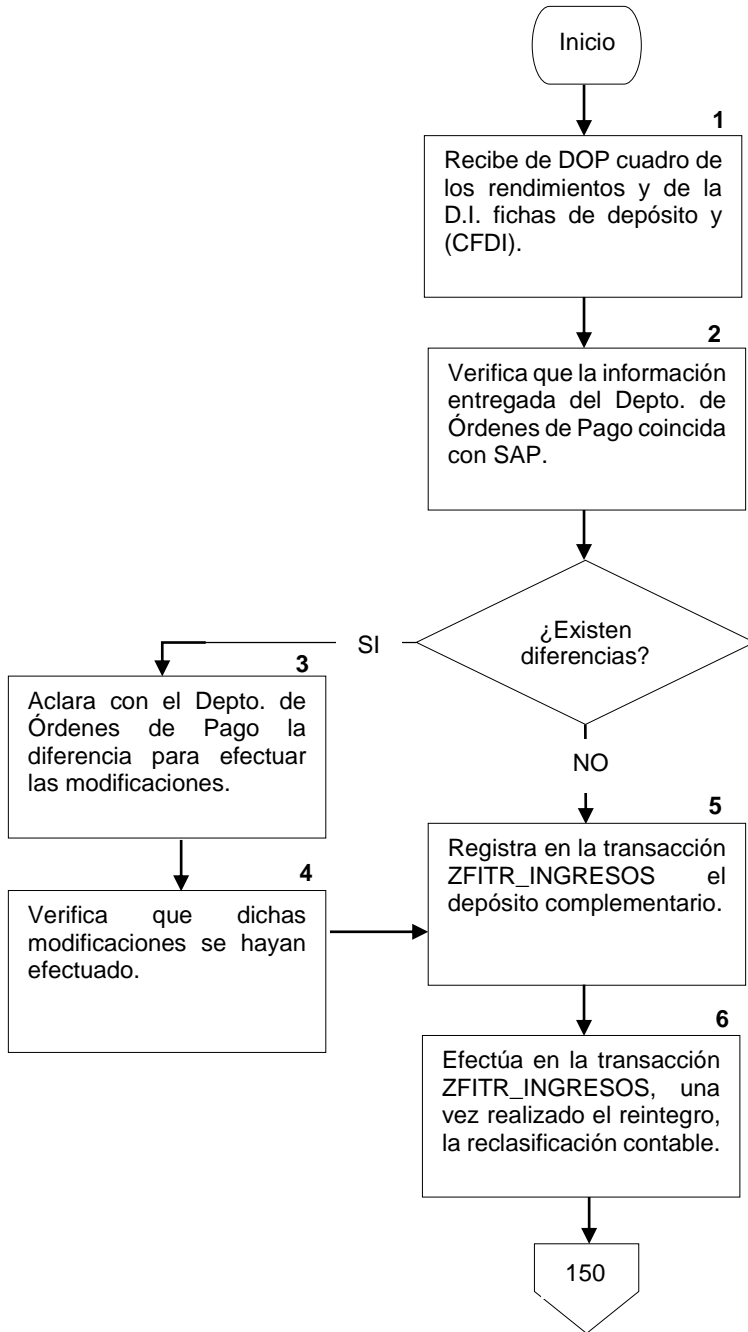 Inicio
1
Recibe de DOP cuadro de
los rendimientos y de la
D.I. fichas de depósito y
(CFDI).
2
Verifica que la información
entregada del Depto. de
Órdenes de Pago coincida
con SAP.
¿Existen
diferencias?
SI
NO
3
Aclara con el Depto. de
Órdenes de Pago la
diferencia para efectuar
las modificaciones.
4
Verifica que dichas
modificaciones se hayan
efectuado.
5
Registra en la transacción
ZFITR_INGRESOS el
depósito complementario.
6
Efectúa en la transacción
ZFITR_INGRESOS, una
vez realizado el reintegro,
la reclasificación contable.
150